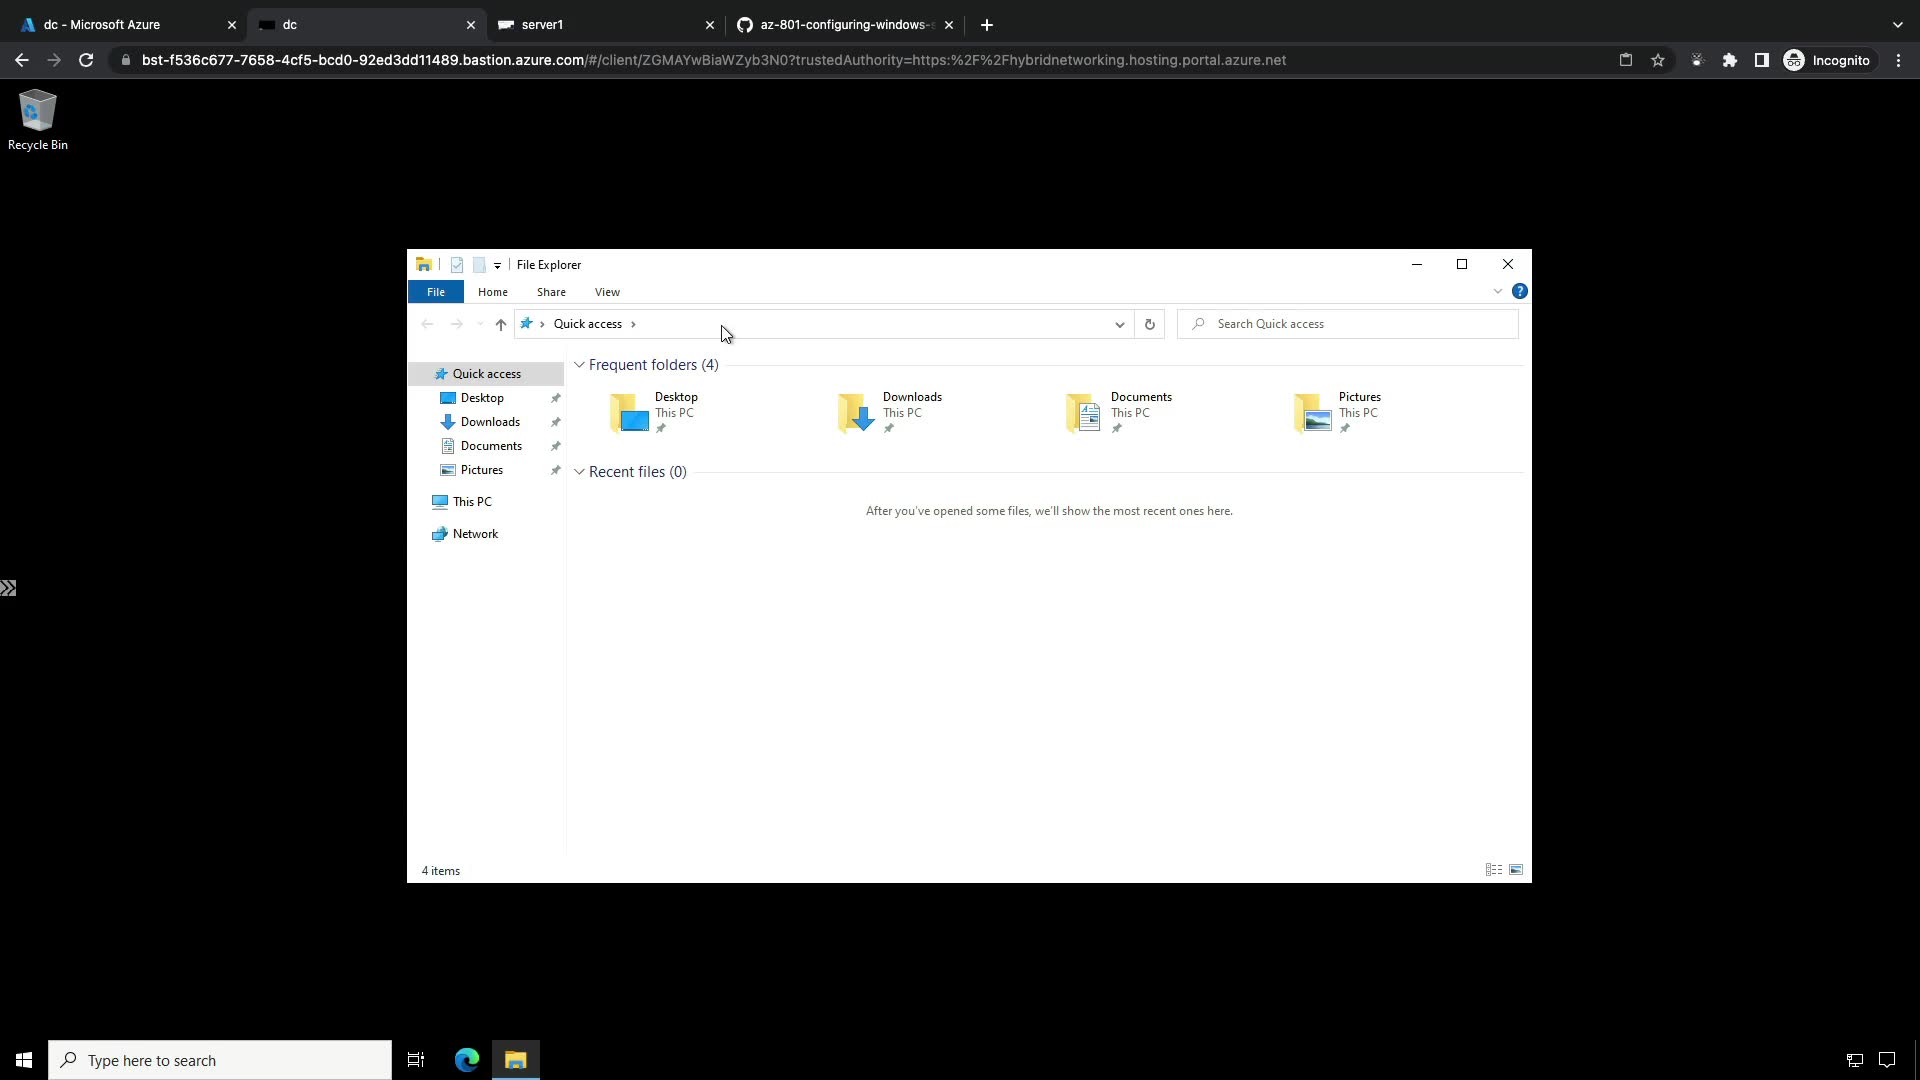 dc - Microsoft Azure
dc
server1
az-801-configuring-windows-s
bst-f536c677-7658-4cf5-bcd0-92ed3dd11489.bastion.azure.com/#/client/ZGMAYwBiaWZyb3N0?trustedAuthority=https:%2F%2Fhybridnetworking.hosting.portal.azure.net
Incognito
Recycle Bin
File Explorer
File
Home
Share
View
Quick access
Search Quick access
Quick access
Desktop
Downloads
Documents
Pictures
This PC
Network
Frequent folders (4)
Desktop
This PC
Downloads
This PC
Documents
This PC
Pictures
This PC
Recent files (0)
After you've opened some files, we'll show the most recent ones here.
4 items
Type here to search